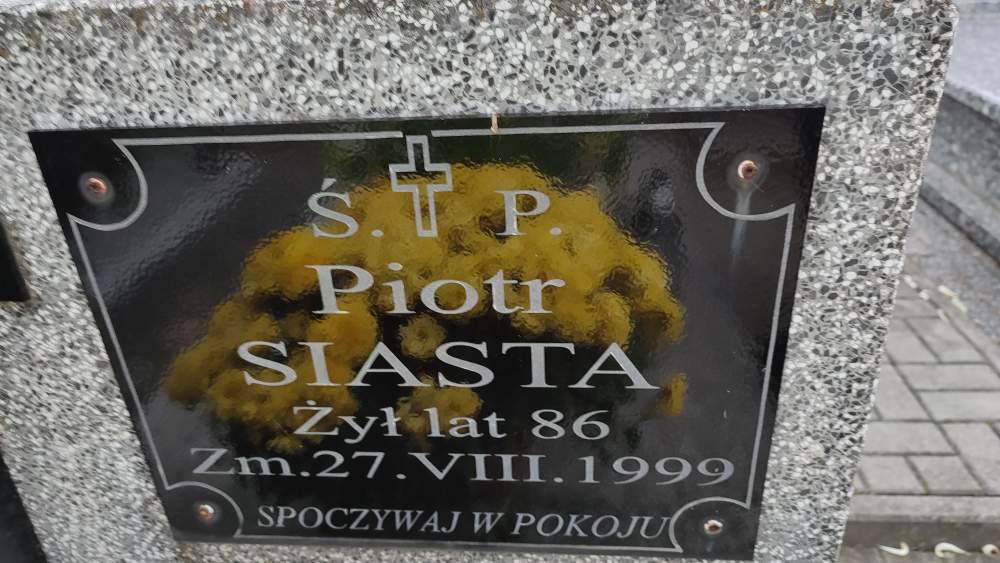 Ś. P.
Piotr
SIASTA
Żył lat 86
Zm.27.VIII.1999
SPOCZYWAJ W POKOJU